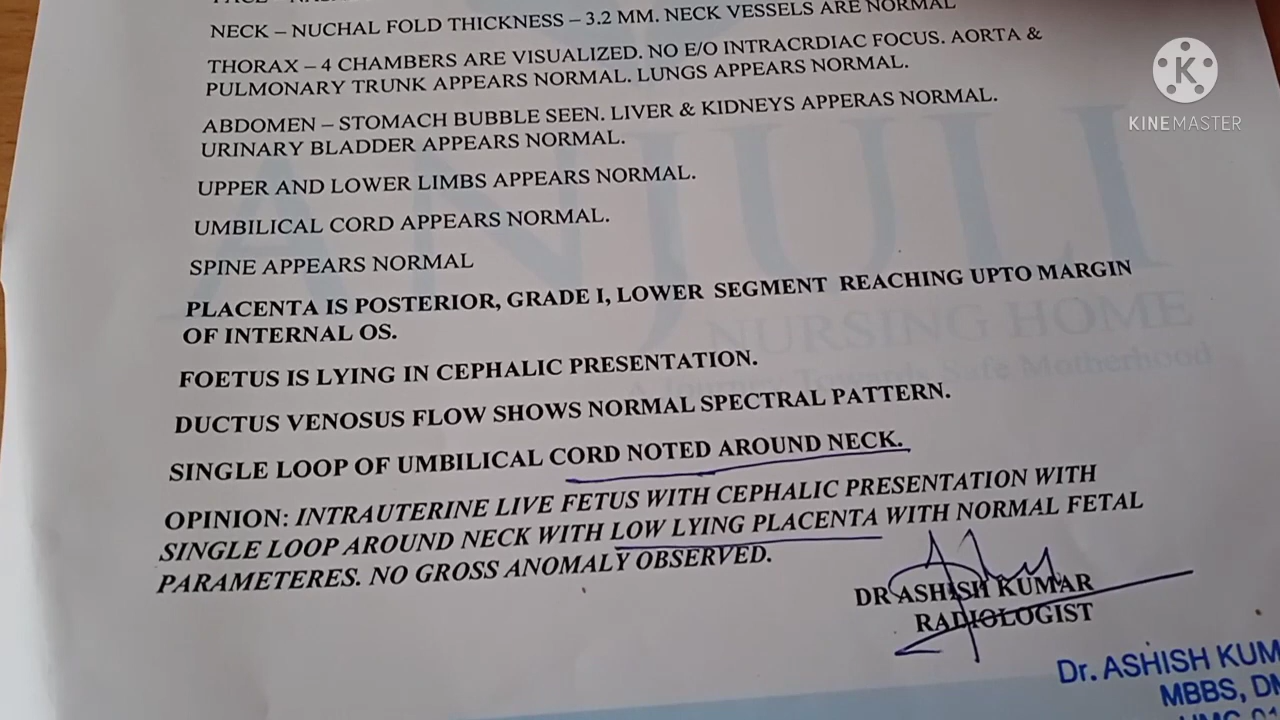 NECK – NUCHAL FOLD THICKNESS – 3.2 MM. NECK VESSELS ARE NORMAL
THORAX – 4 CHAMBERS ARE VISUALIZED. NO E/O INTRACRDIAC FOCUS. AORTA &
PULMONARY TRUNK APPEARS NORMAL. LUNGS APPEARS NORMAL.
ABDOMEN – STOMACH BUBBLE SEEN. LIVER & KIDNEYS APPERAS NORMAL.
URINARY BLADDER APPEARS NORMAL.
UPPER AND LOWER LIMBS APPEARS NORMAL.
UMBILICAL CORD APPEARS NORMAL.
SPINE APPEARS NORMAL
PLACENTA IS POSTERIOR, GRADE I, LOWER SEGMENT REACHING UPTO MARGIN
OF INTERNAL OS.
FOETUS IS LYING IN CEPHALIC PRESENTATION.
DUCTUS VENOSUS FLOW SHOWS NORMAL SPECTRAL PATTERN.
SINGLE LOOP OF UMBILICAL CORD NOTED AROUND NECK.
OPINION: INTRAUTERINE LIVE FETUS WITH CEPHALIC PRESENTATION WITH
SINGLE LOOP AROUND NECK WITH LOW LYING PLACENTA WITH NORMAL FETAL
PARAMETERES. NO GROSS ANOMALY OBSERVED.
DR ASHISH KUMAR
RADIOLOGIST
Dr. ASHISH KUM
MBBS, DM
K
KINEMASTER
ANJULI
NURSING HOME
A Journey Towards Safe Motherhood